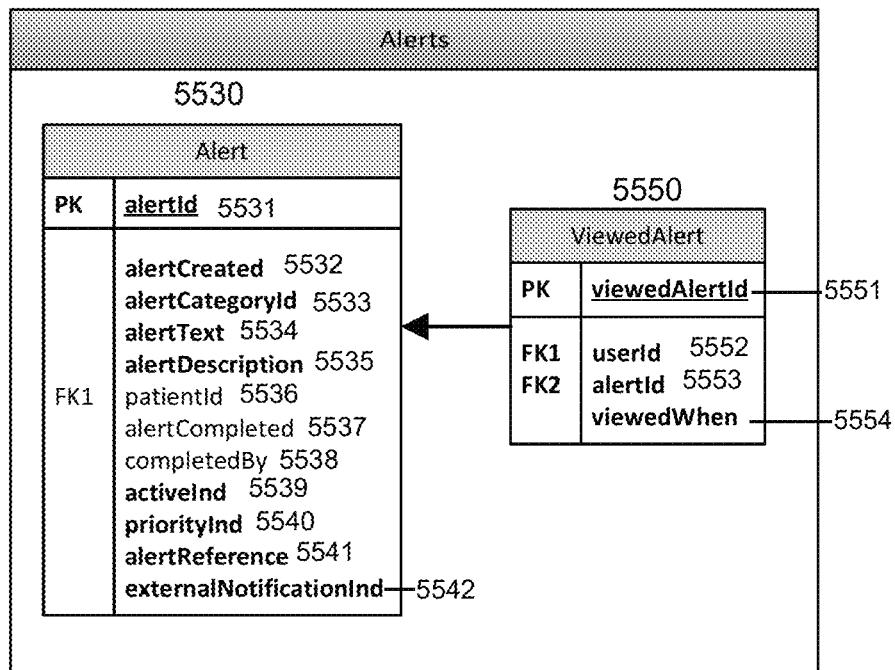 Alerts
5530
Alert
PK alertId 5531
alertCreated 5532
alertCategoryId 5533
alertText 5534
alertDescription 5535
FK1 patientId 5536
alertCompleted 5537
completedBy 5538
activeInd 5539
priorityInd 5540
alertReference 5541
externalNotificationInd 5542
5550
ViewedAlert
PK viewedAlertId 5551
FK1 userId 5552
FK2 alertId 5553
viewedWhen 5554